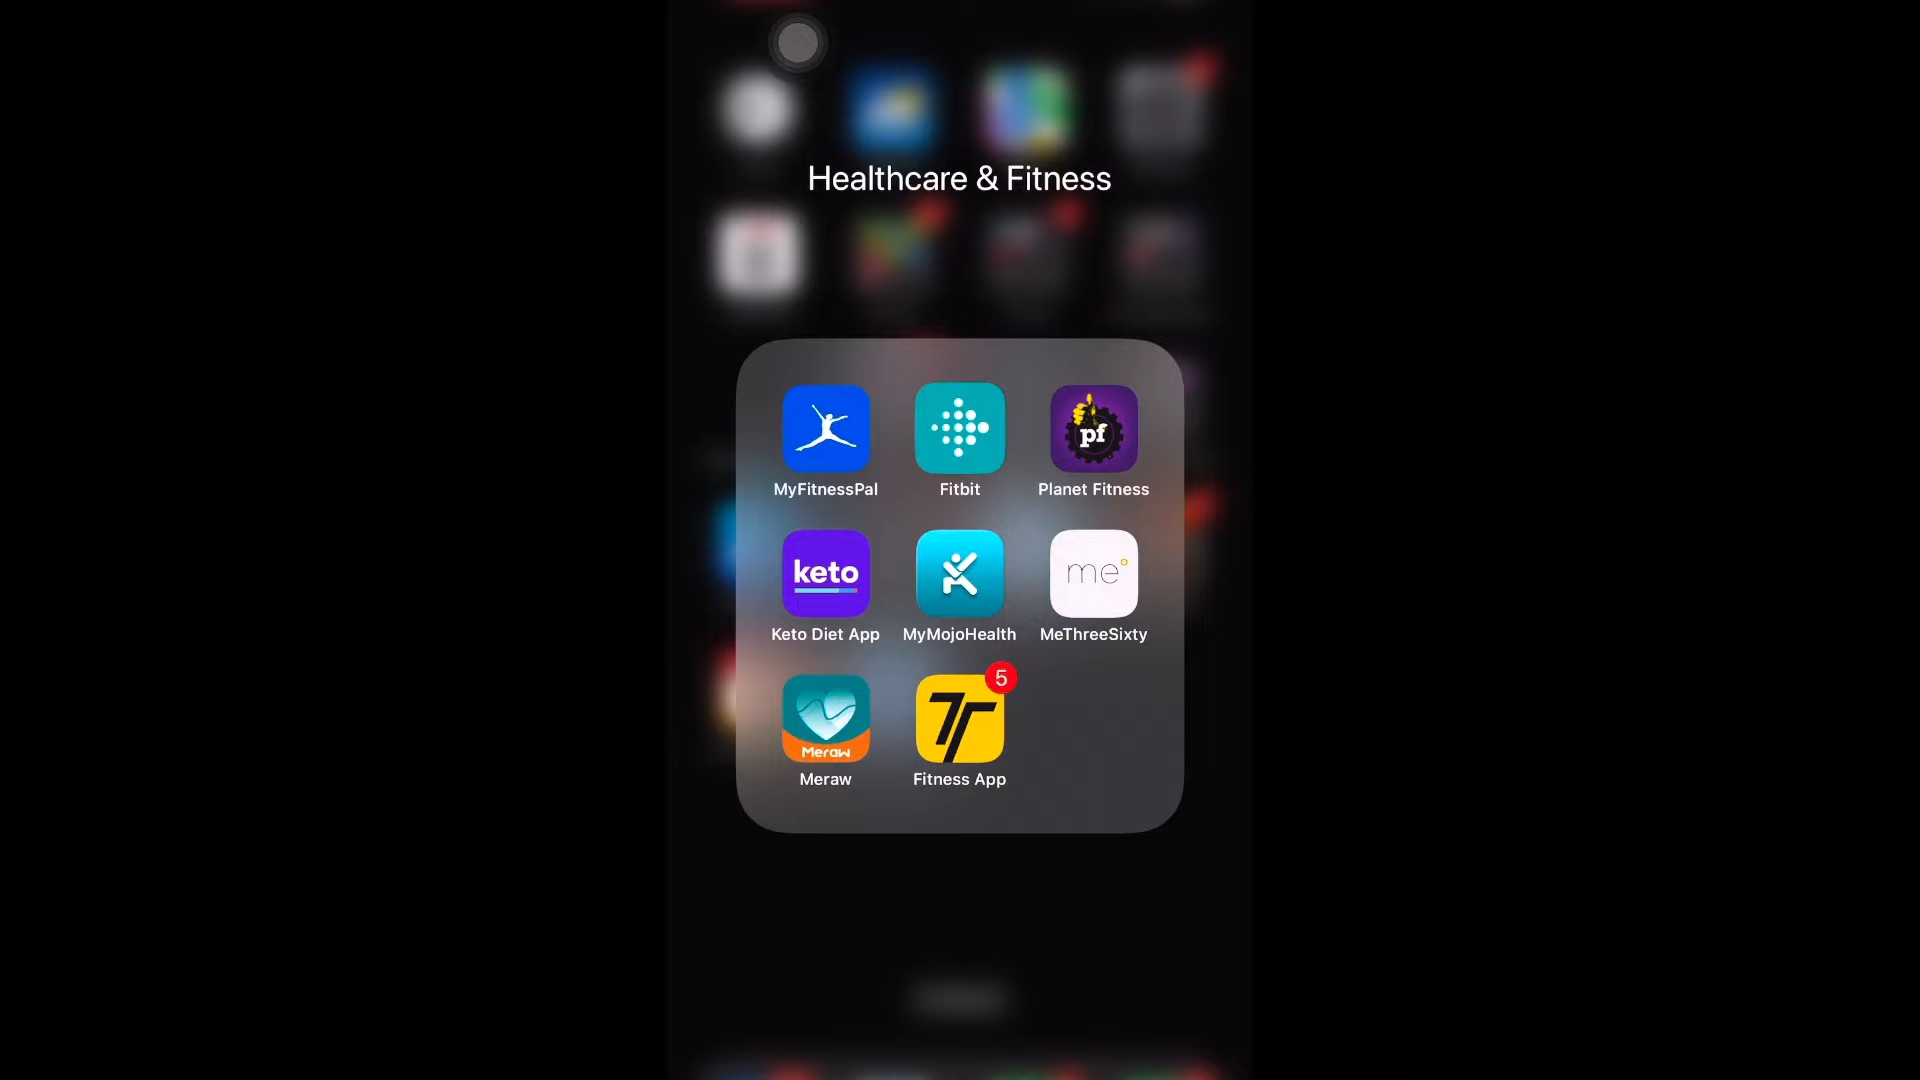 Healthcare & Fitness
MyFitnessPal
Fitbit
pf
Planet Fitness
keto
Keto Diet App
MyMojoHealth
me°
MeThreeSixty
Meraw
Meraw
5
Fitness App